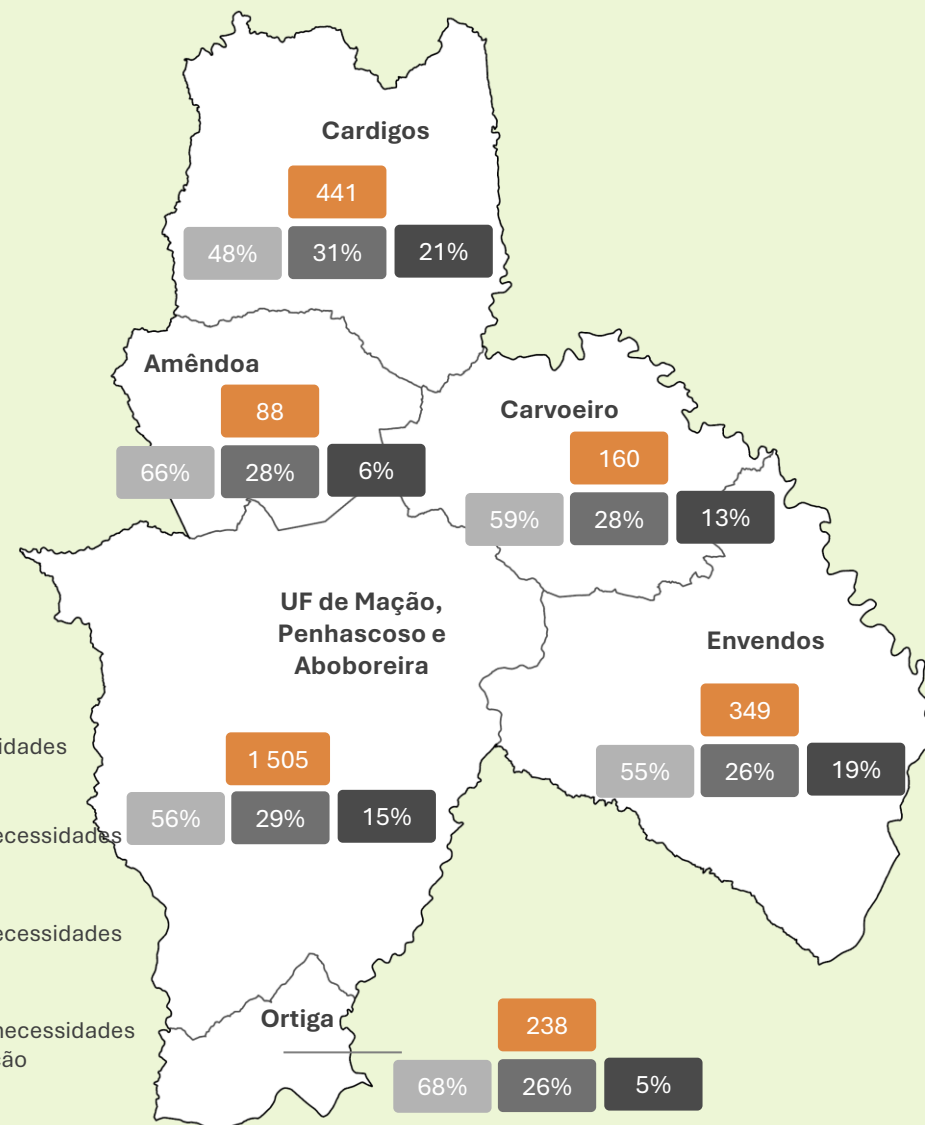 Cardigos
441
48% 31% 21%
Amêndoa
88
66% 28% 6%
Carvoeiro
160
59% 28% 13%
UF de Mação,
Penhascoso e
Aboboreira
1 505
56% 29% 15%
Envendos
349
55% 26% 19%
Ortiga
238
68% 26% 5%
idades
ecessidades
ecessidades
necessidades
ção